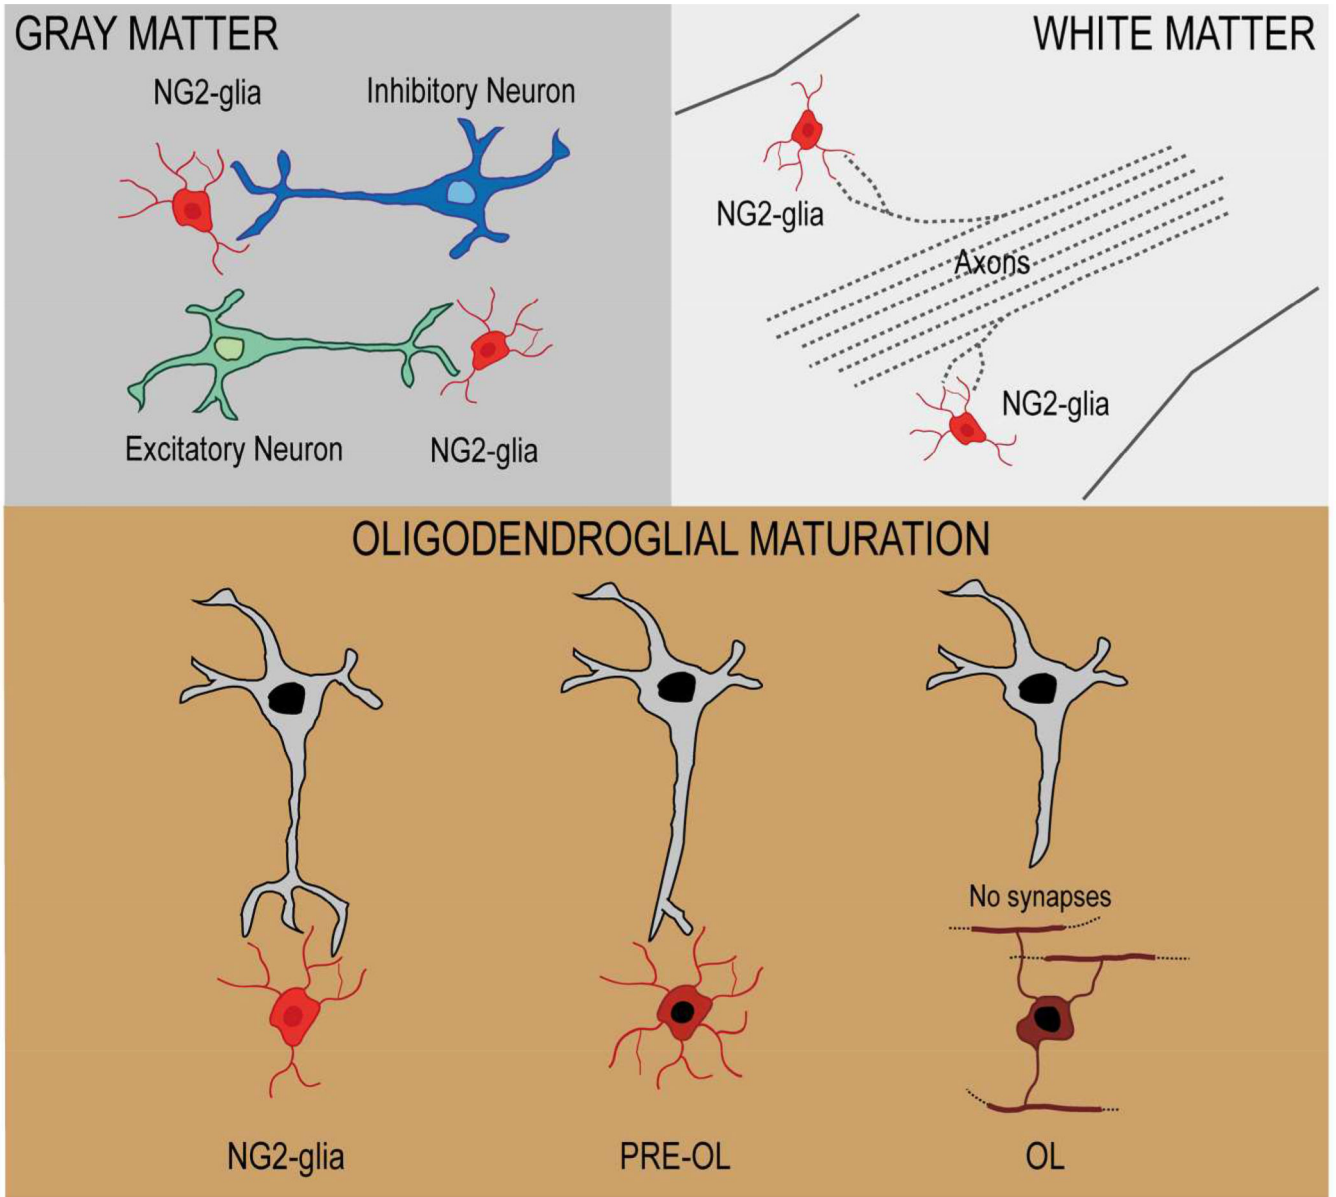 GRAY MATTER
NG2-glia
Inhibitory Neuron
Excitatory Neuron
NG2-glia
WHITE MATTER
NG2-glia
Axons
NG2-glia
OLIGODENDROGLIAL MATURATION
No synapses
NG2-glia
PRE-OL
OL